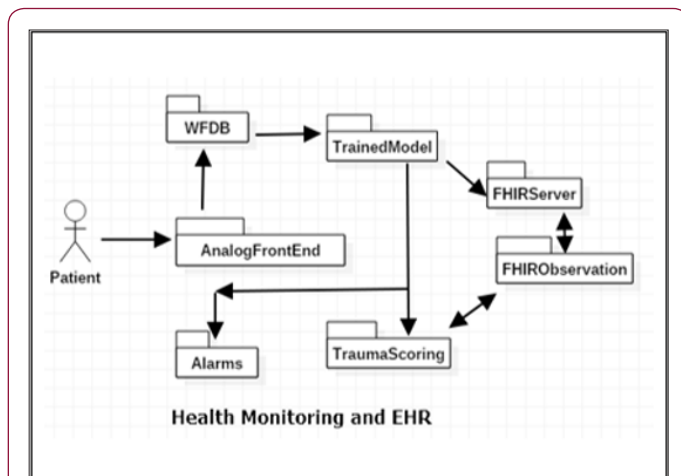 WFDB
TrainedModel
FHIRServer
AnalogFrontEnd
Patient
FHIRObservation
Alarms
TraumaScoring
Health Monitoring and EHR